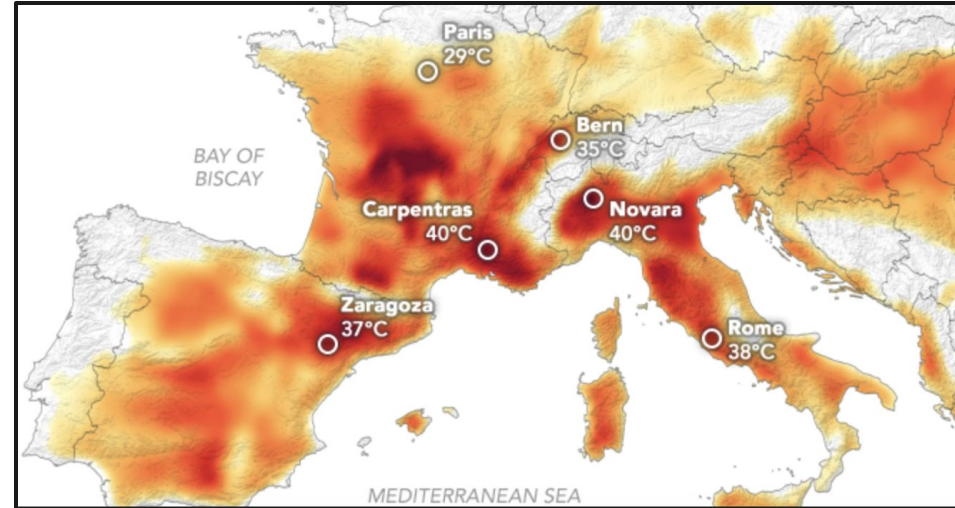 Paris
29°C
Bern
35°C
BAY OF
BISCAY
Carpentras
40°C
Novara
40°C
Zaragoza
37°C
Rome
38°C
MEDITERRANEAN SEA